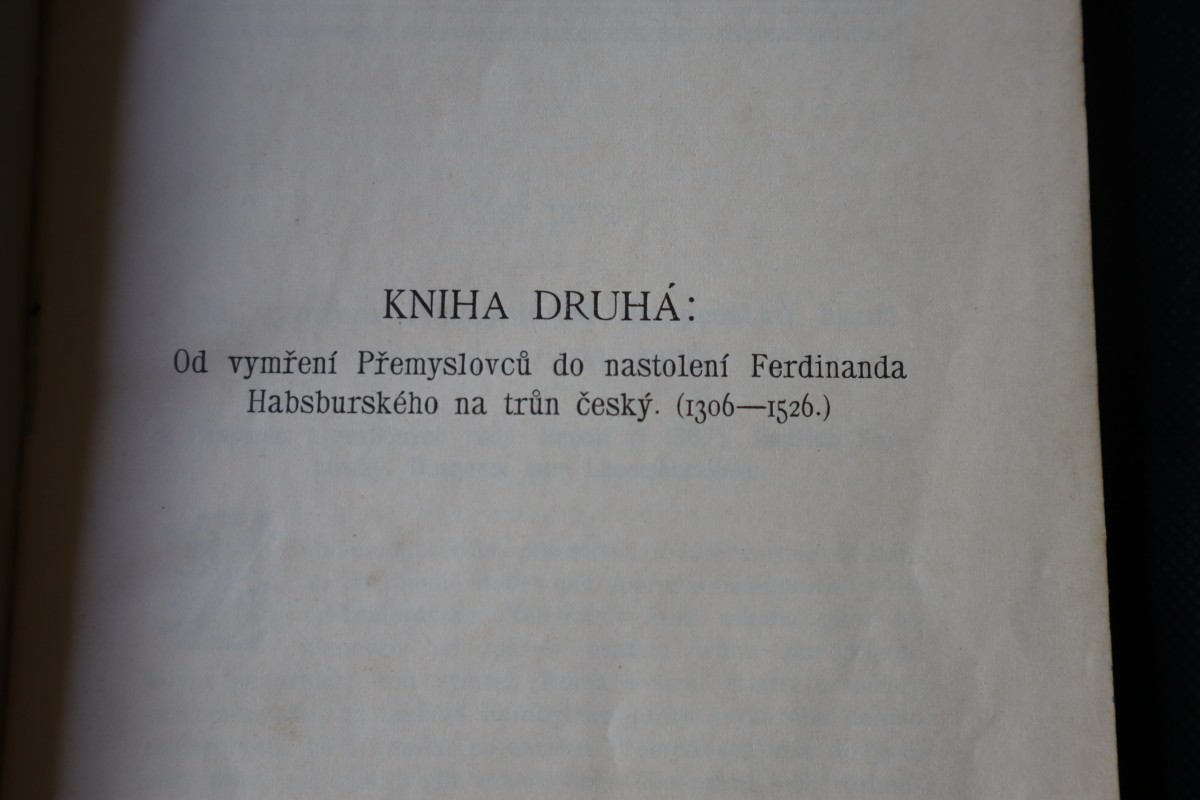 KNIHA DRUHÁ:
Od vymření Přemyslovců do nastolení Ferdinanda
Habsburského na trůn český. (1306—1526.)